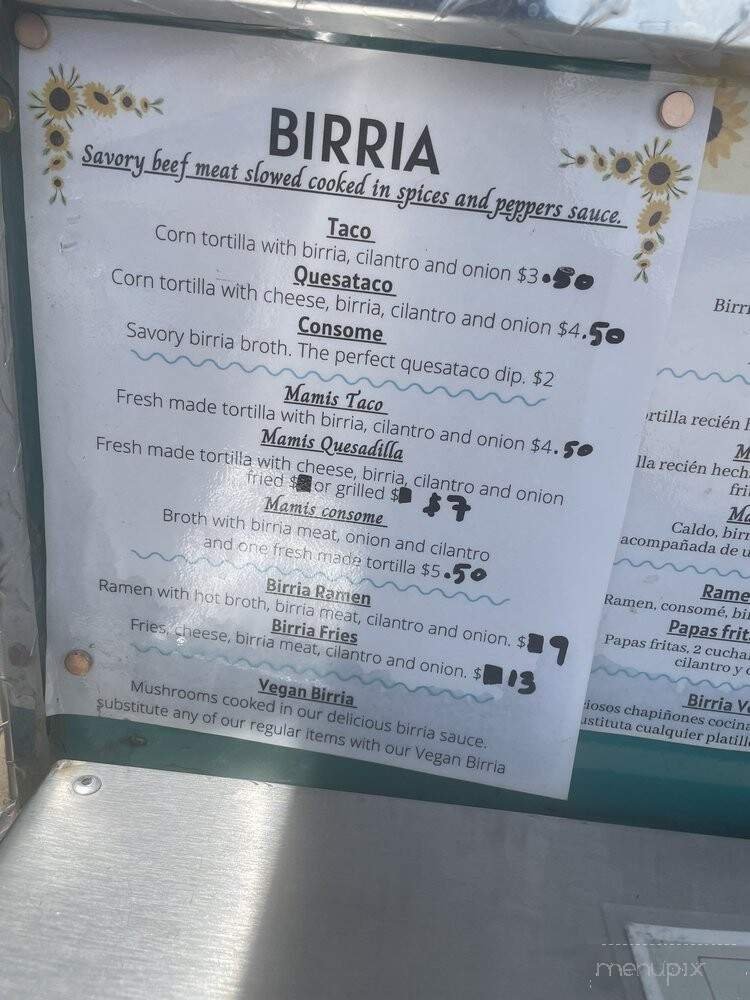 BIRRIA
Savory beef meat slowed cooked in spices and peppers sauce.
Taco
Corn tortilla with birria, cilantro and onion $3.50
Quesataco
Corn tortilla with cheese, birria, cilantro and onion $4.50
Consome
Savory birria broth. The perfect quesataco dip. $2
Mamis Taco
Fresh made tortilla with birria, cilantro and onion $4.50
Mamis Quesadilla
Fresh made tortilla with cheese, birria, cilantro and onion
fried $ or grilled $ $7
Mamis consome
Broth with birria meat, onion and cilantro
and one fresh made tortilla $5.50
Birria Ramen
Ramen with hot broth, birria meat, cilantro and onion. $9
Birria Fries
Fries, cheese, birria meat, cilantro and onion. $13
Vegan Birria
Mushrooms cooked in our delicious birria sauce.
substitute any of our regular items with our Vegan Birria
Birri
ortilla recién h
M
lla recién hech
fri
Ma
Caldo, birr
acompañada de u
Rame
Ramen, consomé, bi
Papas frit
Papas fritas, 2 cucha
cilantro y c
Birria Ve
iosos chapiñones cocina
ustituta cualquier platill
menupix